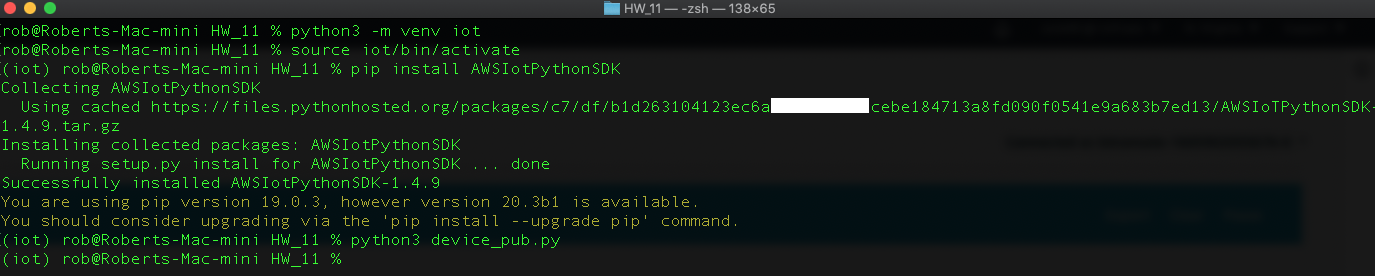 HW_11 — -zsh — 138×65
[rob@Roberts-Mac-mini HW_11 % python3 -m venv iot
[rob@Roberts-Mac-mini HW_11 % source iot/bin/activate
[(iot) rob@Roberts-Mac-mini HW_11 % pip install AWSIotPythonSDK
Collecting AWSIotPythonSDK
  Using cached https://files.pythonhosted.org/packages/c7/df/b1d263104123ec6a cebe184713a8fd090f0541e9a683b7ed13/AWSIoTPythonSDK-
1.4.9.tar.gz
Installing collected packages: AWSIotPythonSDK
  Running setup.py install for AWSIotPythonSDK ... done
Successfully installed AWSIotPythonSDK-1.4.9
You are using pip version 19.0.3, however version 20.3b1 is available.
You should consider upgrading via the 'pip install --upgrade pip' command.
[(iot) rob@Roberts-Mac-mini HW_11 % python3 device_pub.py
(iot) rob@Roberts-Mac-mini HW_11 %